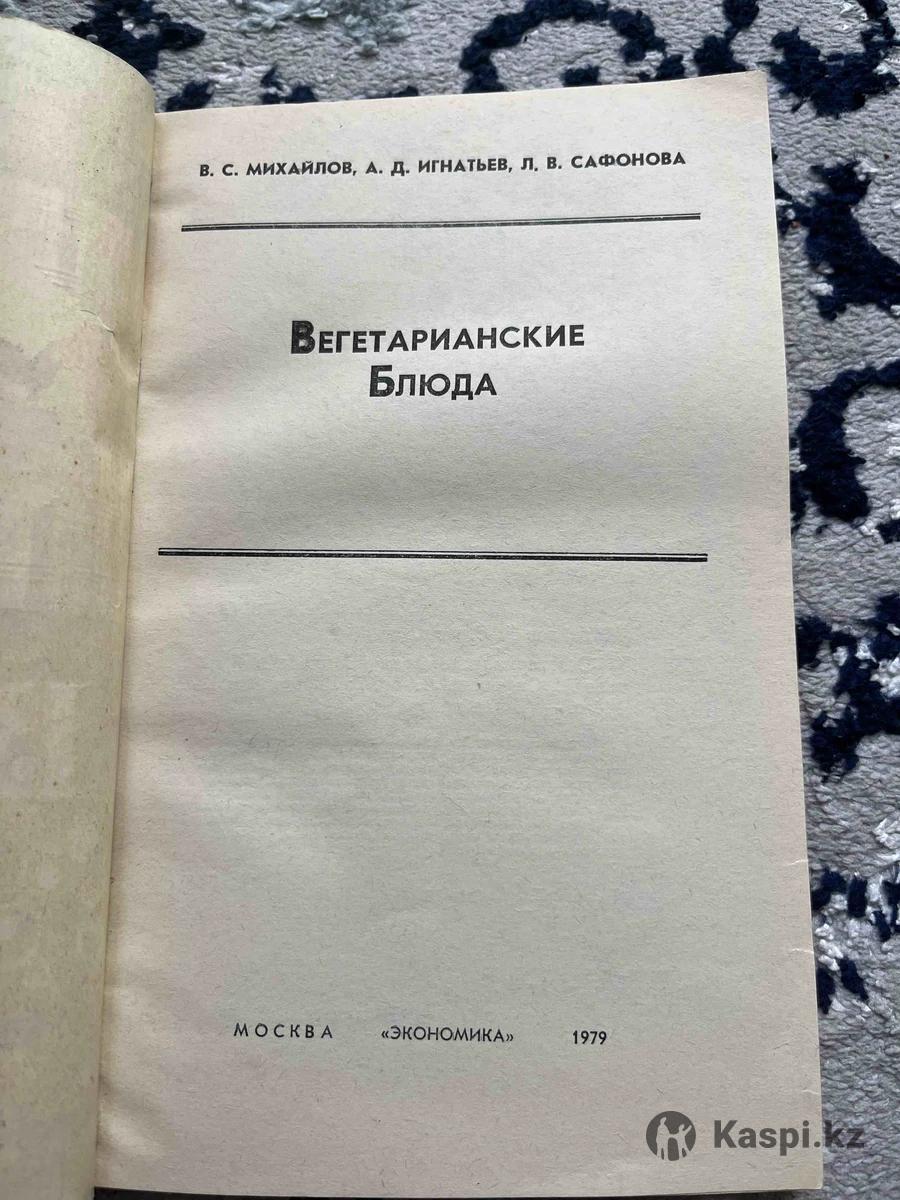 В. С. МИХАЙЛОВ, А. Д. ИГНАТЬЕВ, Л. В. САФОНОВА
ВЕГЕТАРИАНСКИЕ
БЛЮДА
МОСКВА «ЭКОНОМИКА» 1979
Kaspi.kz